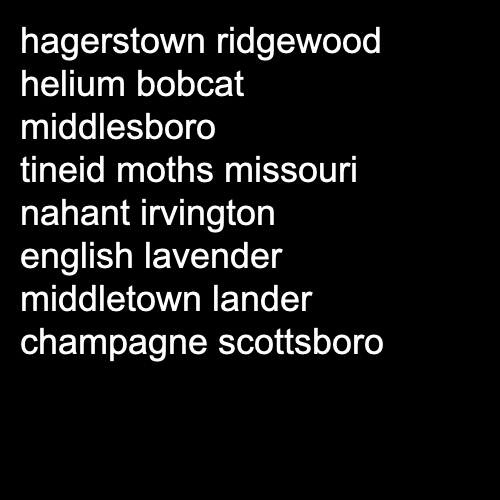 hagerstown ridgewood
helium bobcat
middlesboro
tineid moths missouri
nahant irvington
english lavender
middletown lander
champagne scottsboro